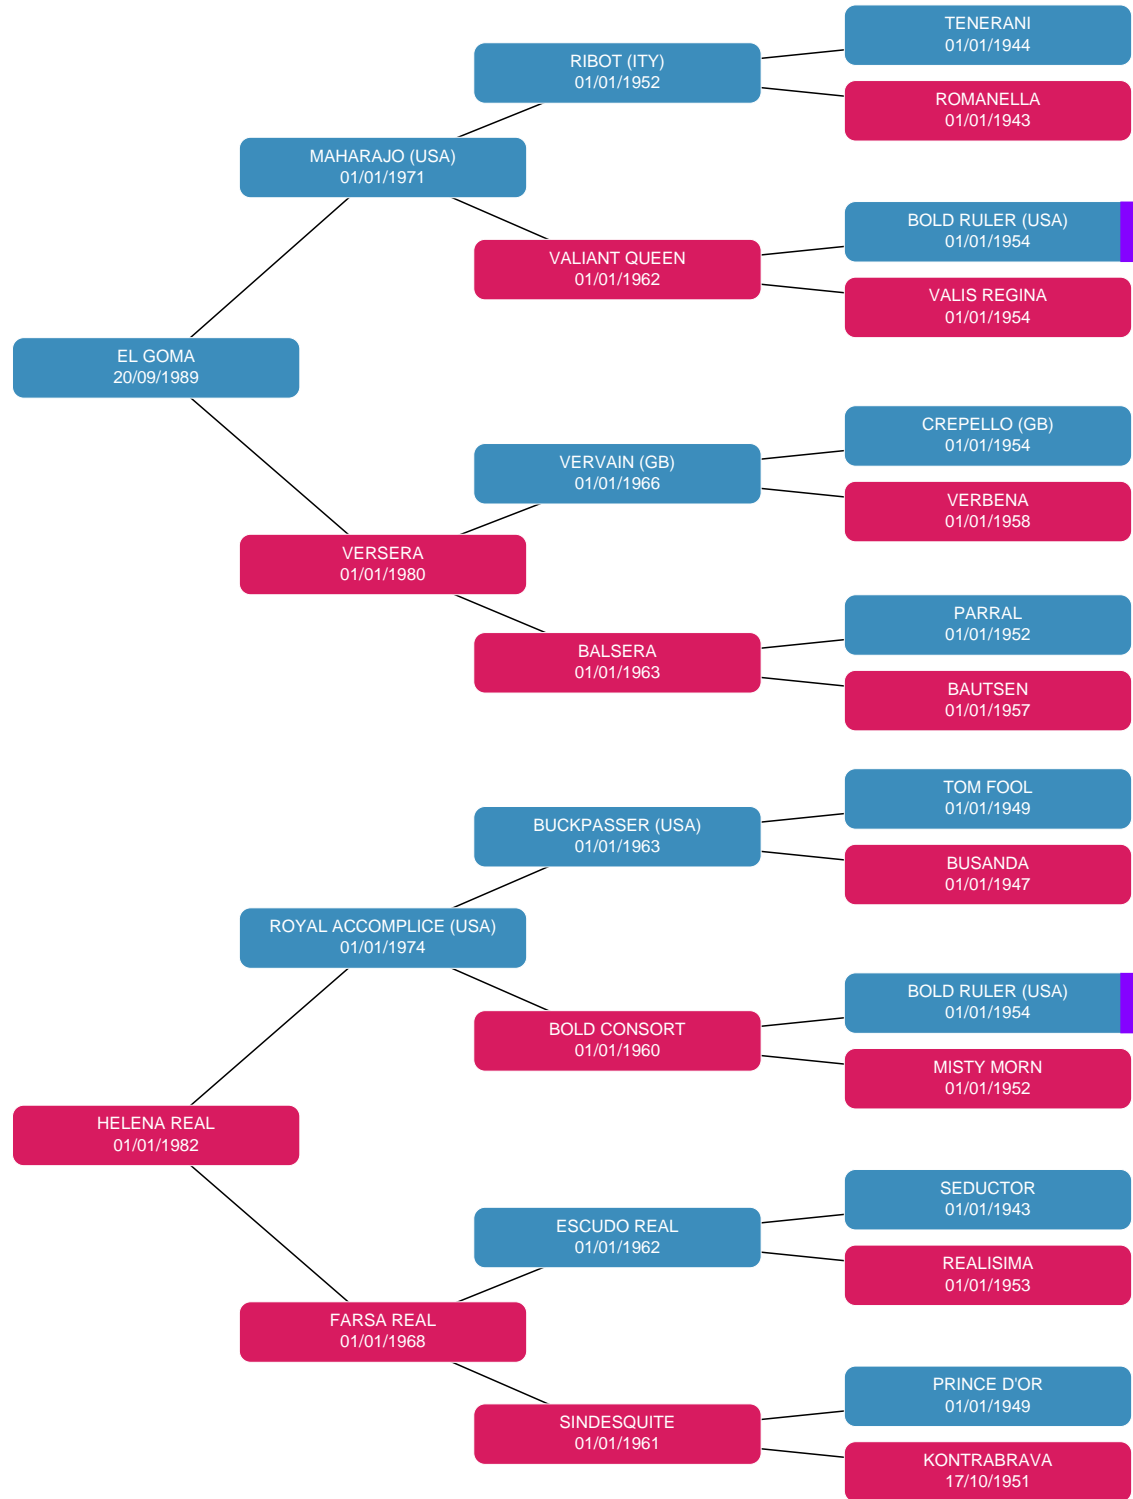 TENERANI
01/01/1944
RIBOT (ITY)
01/01/1952
ROMANELLA
01/01/1943
MAHARAJO (USA)
01/01/1971
BOLD RULER (USA)
01/01/1954
VALIANT QUEEN
01/01/1962
VALIS REGINA
01/01/1954
EL GOMA
20/09/1989
CREPELLO (GB)
01/01/1954
VERVAIN (GB)
01/01/1966
VERBENA
01/01/1958
VERSERA
01/01/1980
PARRAL
01/01/1952
BALSERA
01/01/1963
BAUTSEN
01/01/1957
TOM FOOL
01/01/1949
BUCKPASSER (USA)
01/01/1963
BUSANDA
01/01/1947
ROYAL ACCOMPLICE (USA)
01/01/1974
BOLD RULER (USA)
01/01/1954
BOLD CONSORT
01/01/1960
MISTY MORN
01/01/1952
HELENA REAL
01/01/1982
SEDUCTOR
01/01/1943
ESCUDO REAL
01/01/1962
REALISIMA
01/01/1953
FARSA REAL
01/01/1968
PRINCE D'OR
01/01/1949
SINDESQUITE
01/01/1961
KONTRABRAVA
17/10/1951